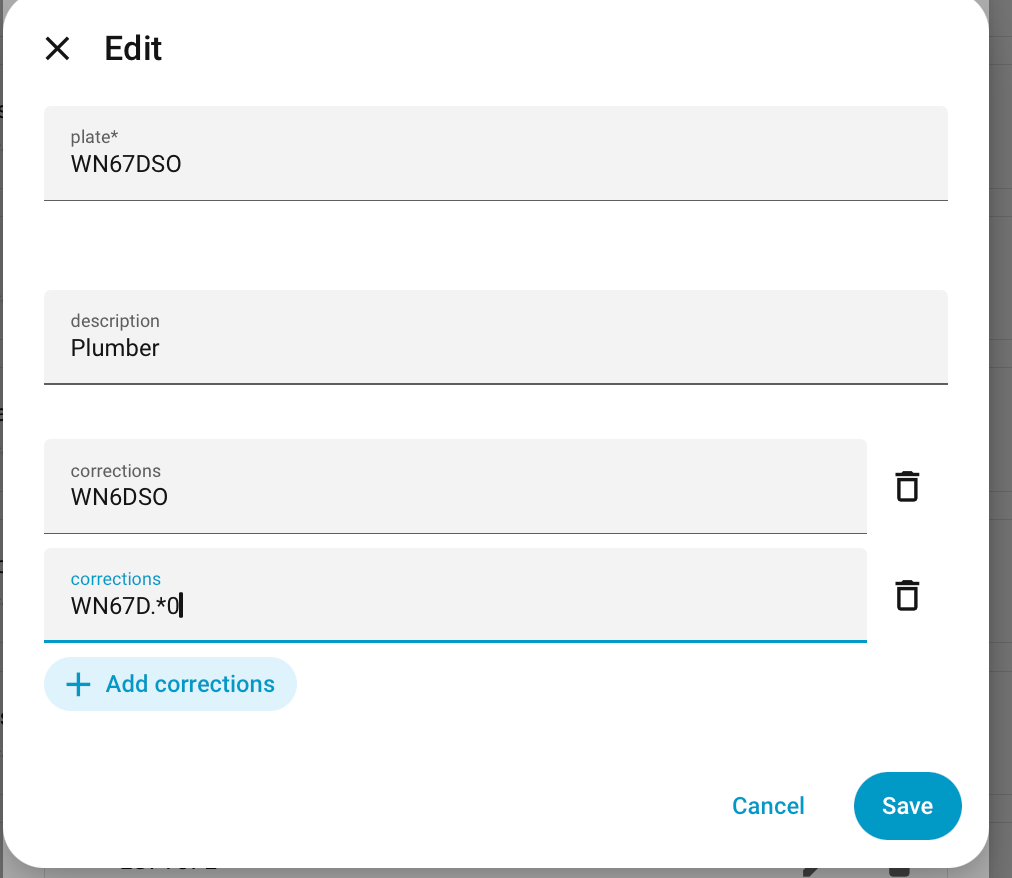 Edit
plate*
WN67DSO
description
Plumber
corrections
WN6DSO
corrections
WN67D.*0
Add corrections
Cancel
Save